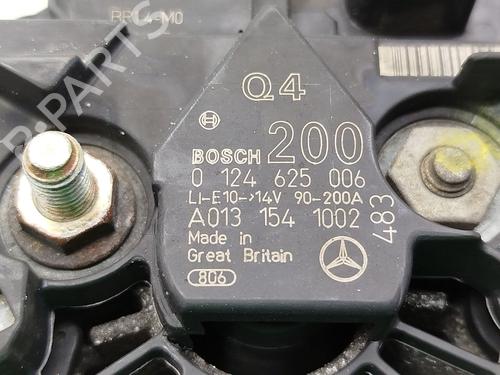 Q4
BOSCH 200
0 124 625 006
LI-E10->14V 90-200A
A013 154 1002
483
Made in
Great Britain
806